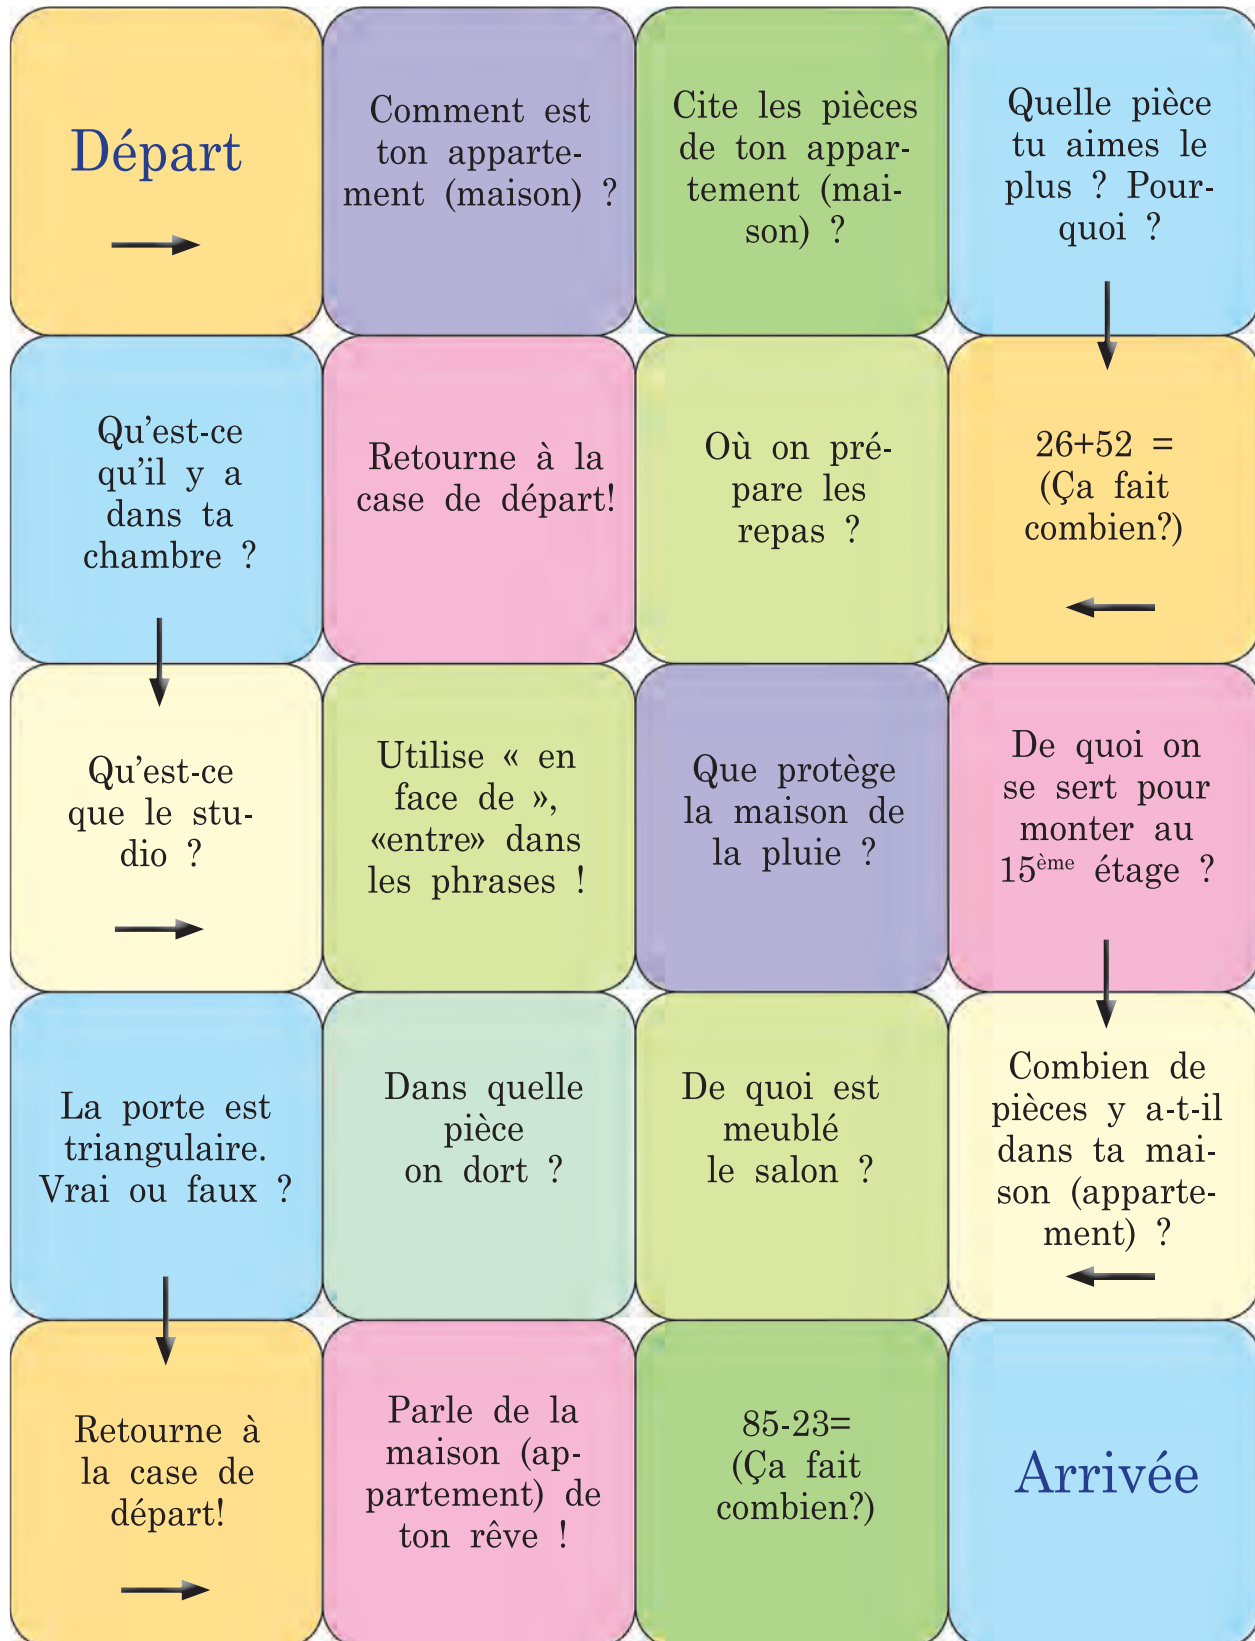 Départ
Comment est
ton apparte-
ment (maison) ?
Cite les pièces
de ton appar-
tement (mai-
son) ?
Quelle pièce
tu aimes le
plus ? Pour-
quoi ?
Qu'est-ce
qu'il y a
dans ta
chambre ?
Retourne à la
case de départ!
Où on pré-
pare les
repas ?
26+52 =
(Ça fait
combien?)
Qu'est-ce
que le stu-
dio ?
Utilise « en
face de »,
«entre» dans
les phrases !
Que protège
la maison de
la pluie ?
De quoi on
se sert pour
monter au
15ème étage ?
La porte est
triangulaire.
Vrai ou faux ?
Dans quelle
pièce
on dort ?
De quoi est
meublé
le salon ?
Combien de
pièces y a-t-il
dans ta mai-
son (apparte-
ment) ?
Retourne à
la case de
départ!
Parle de la
maison (ap-
partement) de
ton rêve !
85-23=
(Ça fait
combien?)
Arrivée